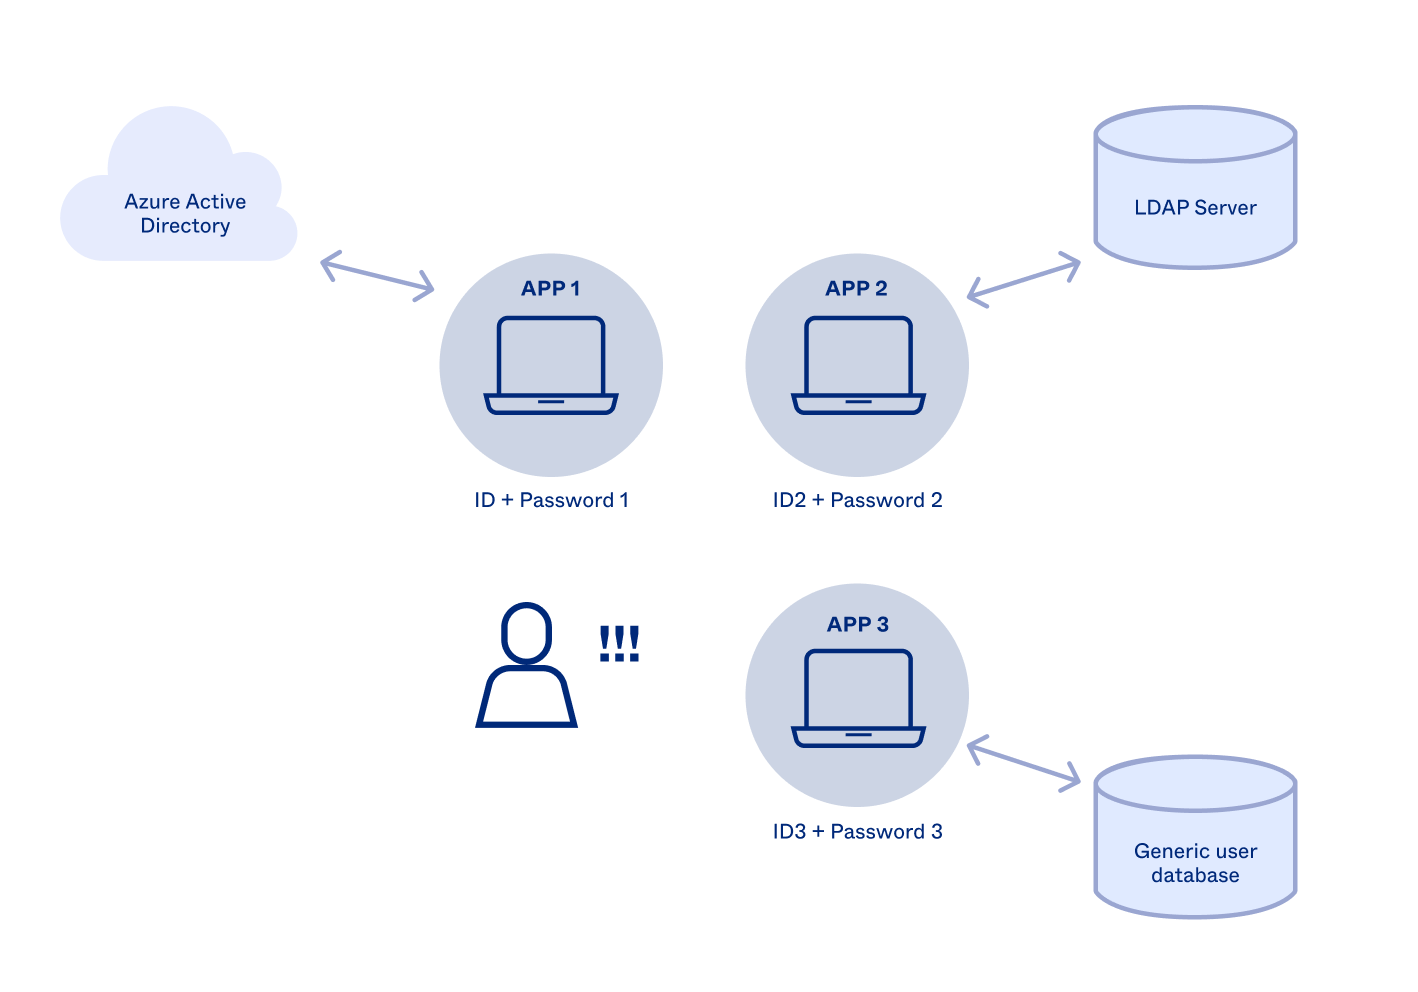 Azure Active
Directory
LDAP Server
APP 1
APP 2
ID + Password 1
ID2 + Password 2
!!!
APP 3
ID3 + Password 3
Generic user
database